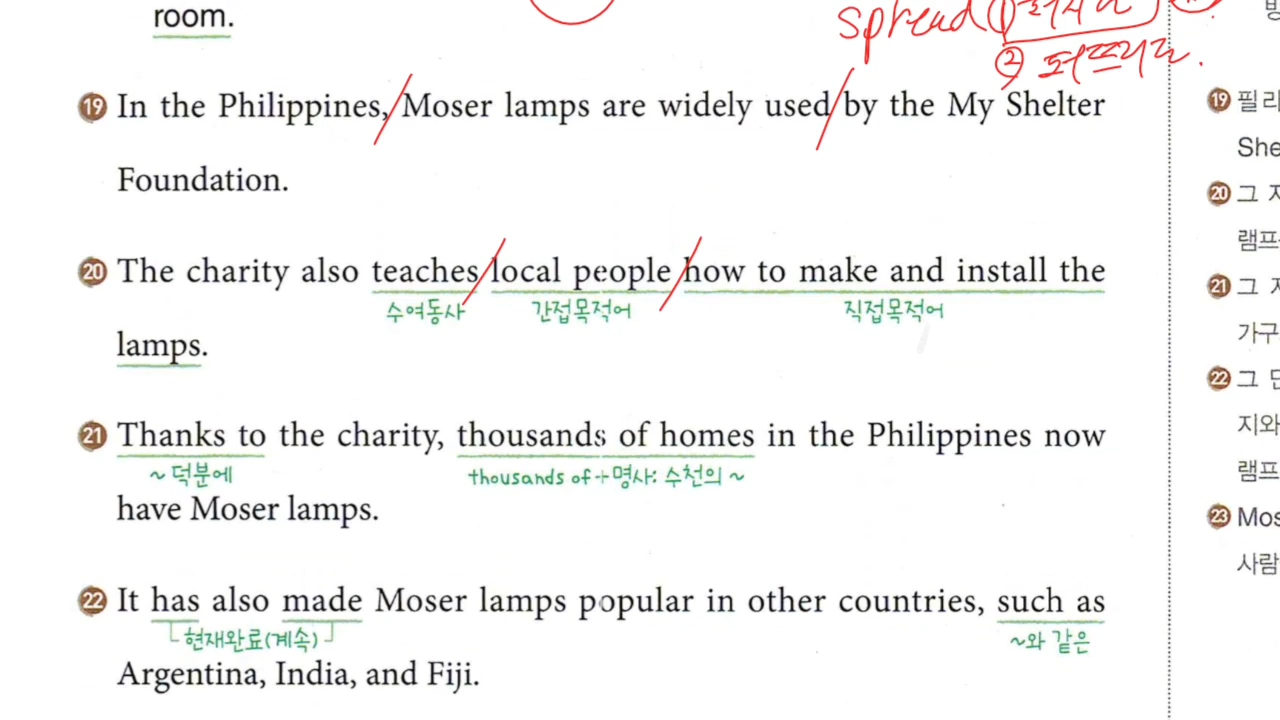 room.
spread ①퍼지다
② 퍼뜨리다.
⑲ In the Philippines, Moser lamps are widely used by the My Shelter
Foundation.
⑳ The charity also teaches local people how to make and install the
수여동사 간접목적어 직접목적어
lamps.
㉑ Thanks to the charity, thousands of homes in the Philippines now
~ 덕분에 thousands of+명사: 수천의 ~
have Moser lamps.
㉒ It has also made Moser lamps popular in other countries, such as
현재완료(계속) ~와 같은
Argentina, India, and Fiji.
⑲ 필리
She
⑳ 그
램프
㉑ 그
가구
㉒ 그
지와
램프
㉓ Mos
사람